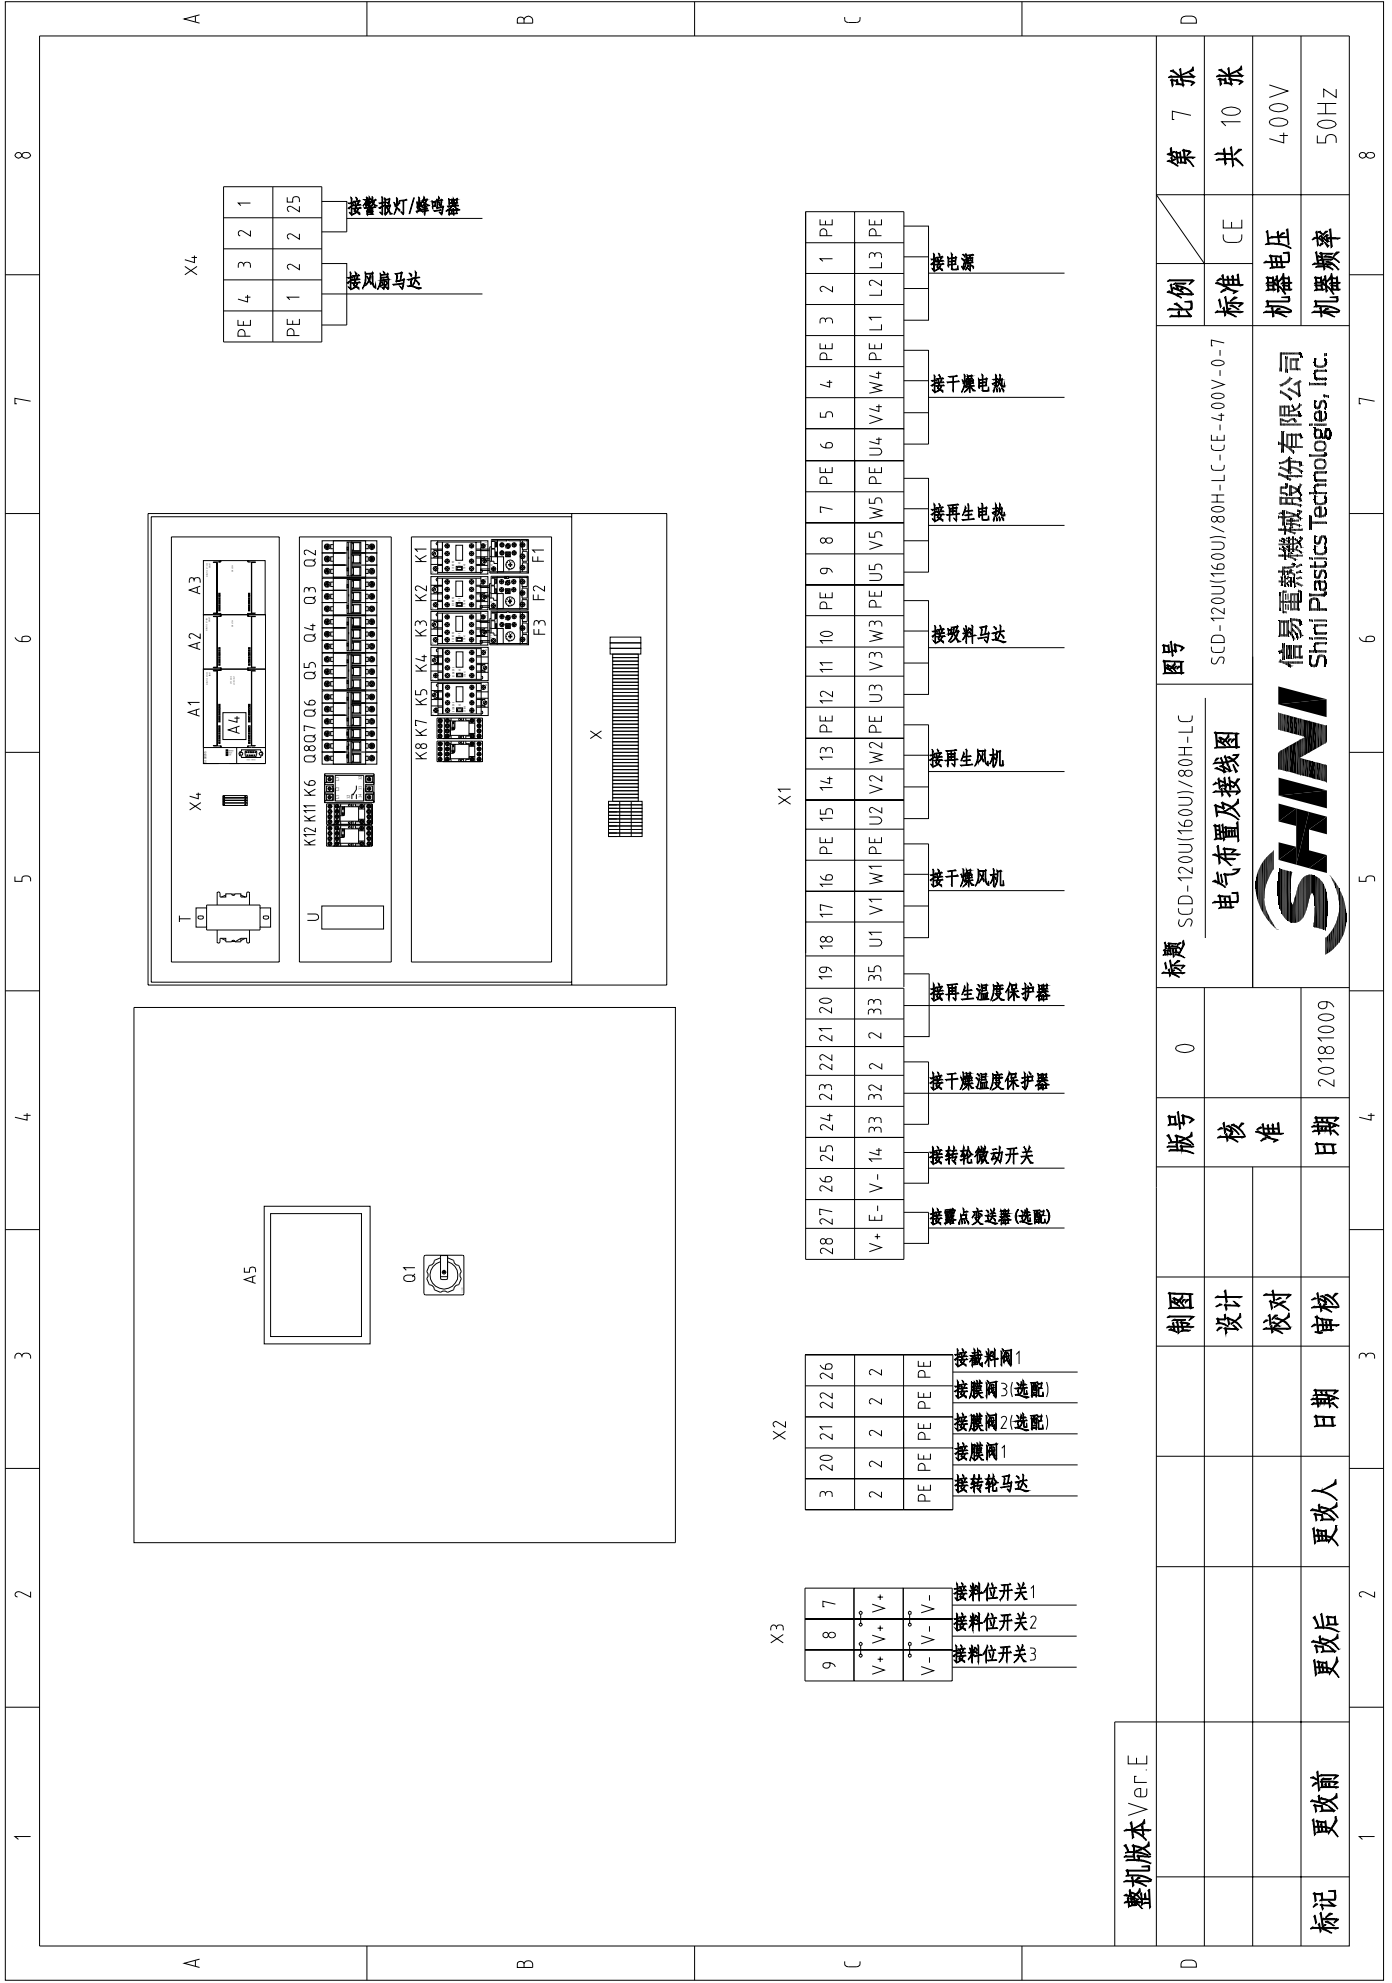 1 2 3 4 5 6 7 8
A
B
C
D
A5
Q1
T
X4
A1 A2 A3
A4
U
K12 K11 K6 Q8 Q7 Q6 Q5 Q4 Q3 Q2
K8 K7 K5 K4 K3 K2 K1
F3 F2 F1
X
X4
PE 4 3 2 1
PE 1 2 2 25
接风扇马达
接警报灯/蜂鸣器
X3
9 8 7
V+ V+ V+
V- V- V-
接料位开关3
接料位开关2
接料位开关1
X2
3 20 21 22 26
2 2 2 2 2
PE PE PE PE PE
接转轮马达
接膜阀1
接膜阀2(选配)
接膜阀3(选配)
接截料阀1
X1
28 27 26 25 24 23 22 21 20 19 18 17 16 PE 15 14 13 PE 12 11 10 PE 9 8 7 PE 6 5 4 PE 3 2 1 PE
V+ E- V- 14 33 32 2 2 33 35 U1 V1 W1 PE U2 V2 W2 PE U3 V3 W3 PE U5 V5 W5 PE U4 V4 W4 PE L1 L2 L3 PE
接露点变送器(选配)
接转轮微动开关
接干燥温度保护器
接再生温度保护器
接干燥风机
接再生风机
接吸料马达
接再生电热
接干燥电热
接电源
整机版本Ver.E
标记 更改前 更改后 更改人 日期
制图
设计
校对
审核
版号 0
核准
日期 20181009
标题 SCD-120U(160U)/80H-LC
电气布置及接线图
图号
SCD-120U(160U)/80H-LC-CE-400V-0-7
SHINI
信易電熱機械股份有限公司
Shini Plastics Technologies, Inc.
比例 第 7 张
标准 CE 共 10 张
机器电压 400V
机器频率 50Hz
1 2 3 4 5 6 7 8
A
B
C
D